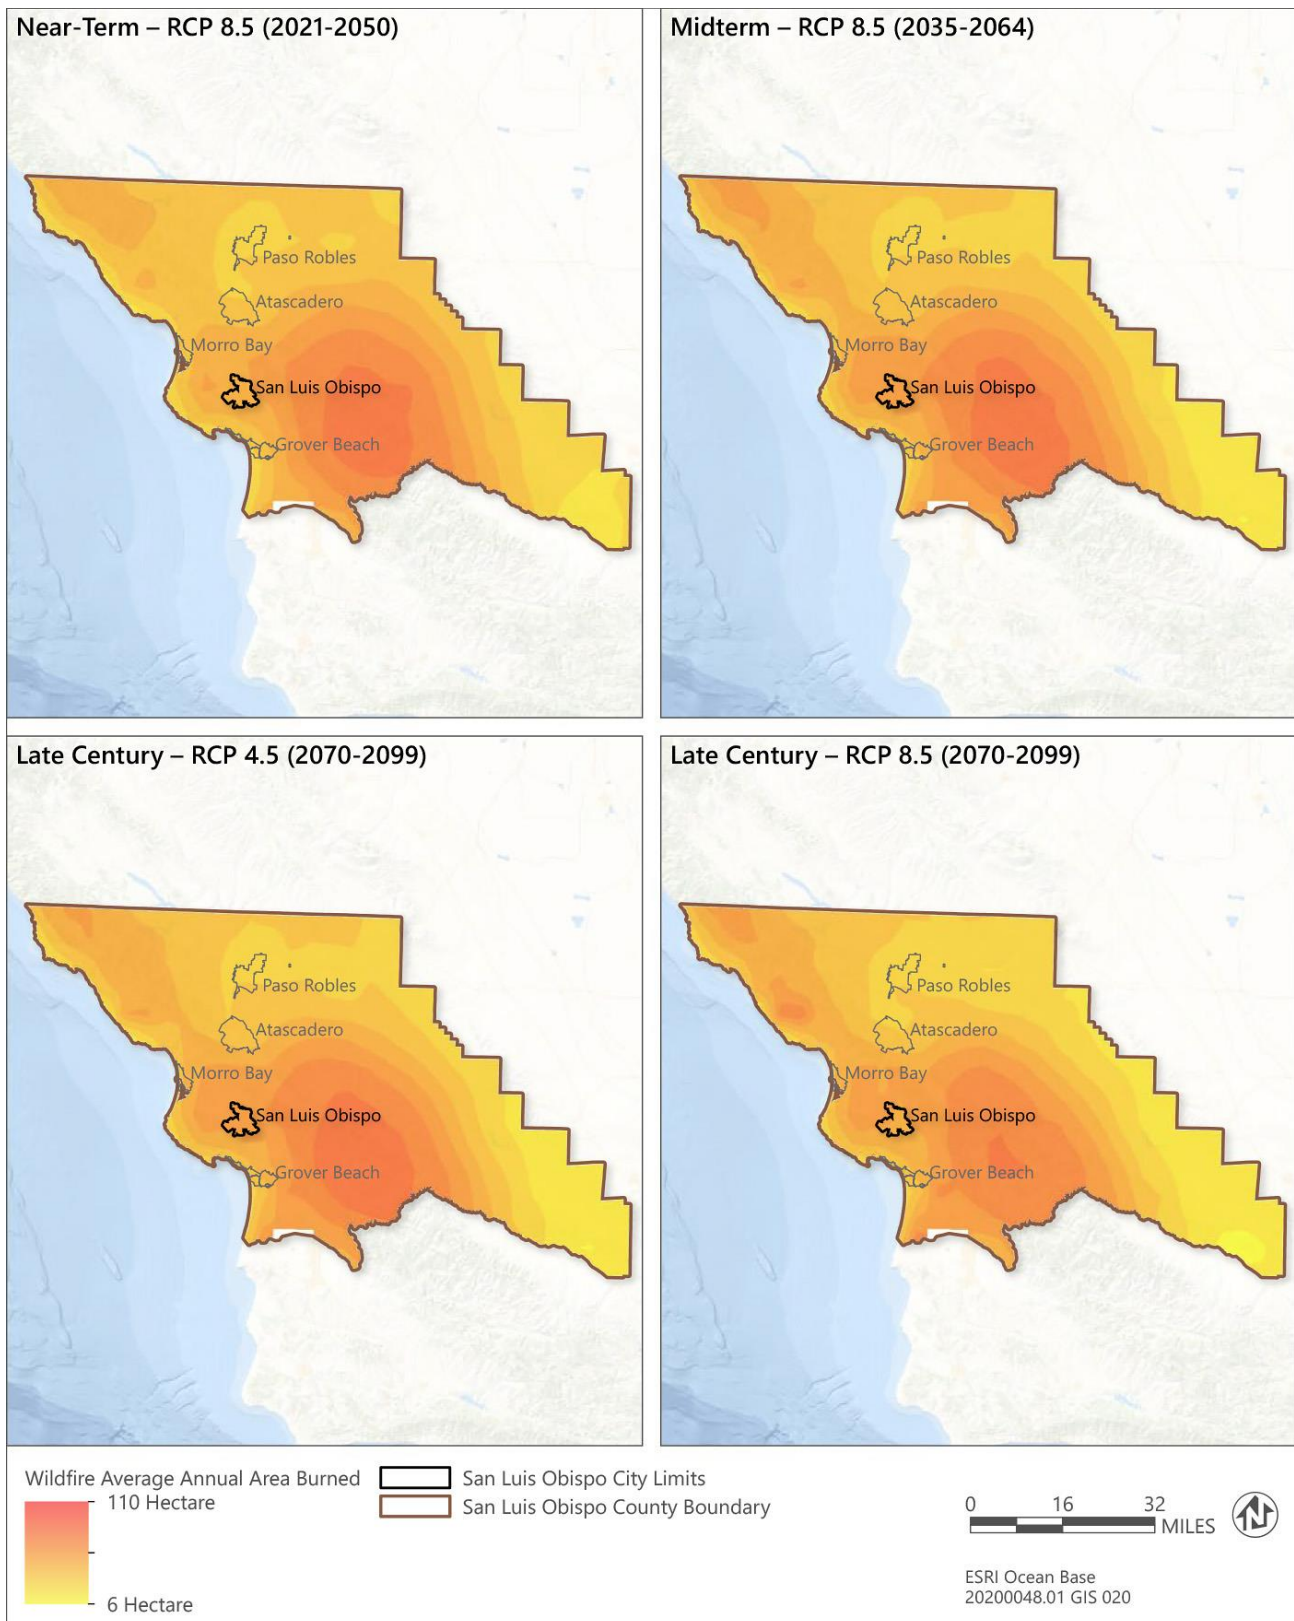 Near-Term – RCP 8.5 (2021-2050)
Paso Robles
Atascadero
Morro Bay
San Luis Obispo
Grover Beach
Midterm – RCP 8.5 (2035-2064)
Paso Robles
Atascadero
Morro Bay
San Luis Obispo
Grover Beach
Late Century – RCP 4.5 (2070-2099)
Paso Robles
Atascadero
Morro Bay
San Luis Obispo
Grover Beach
Late Century – RCP 8.5 (2070-2099)
Paso Robles
Atascadero
Morro Bay
San Luis Obispo
Grover Beach
Wildfire Average Annual Area Burned
110 Hectare
6 Hectare
San Luis Obispo City Limits
San Luis Obispo County Boundary
0 16 32
MILES
N
ESRI Ocean Base
20200048.01 GIS 020